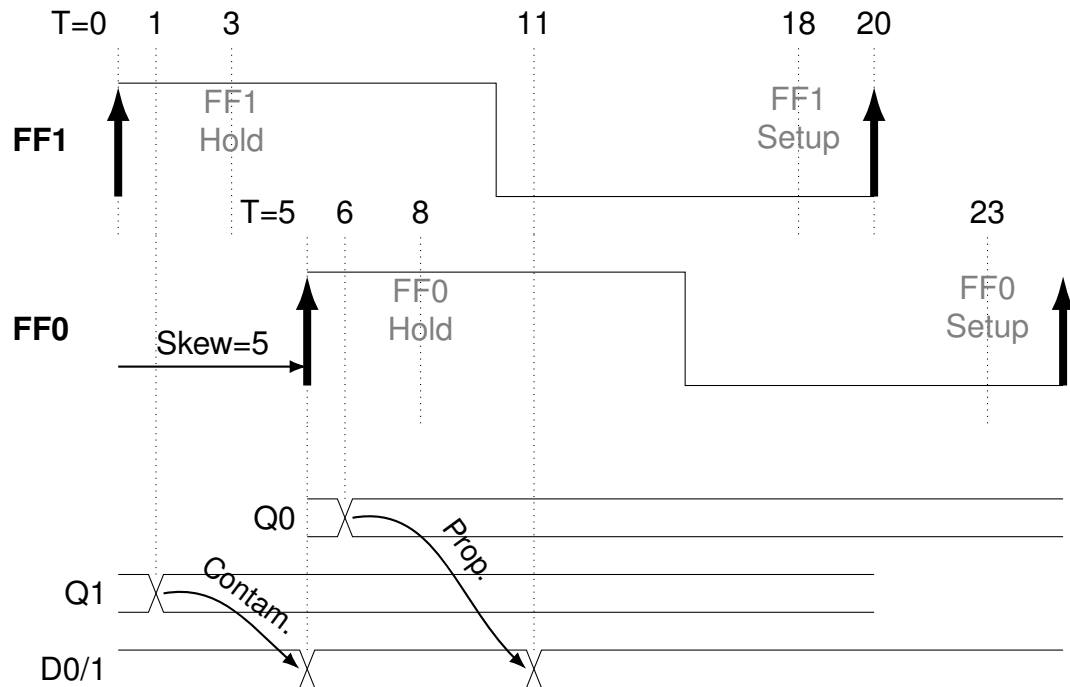 T=0 1 3 11 18 20
FF1
Hold
FF1
Setup
FF1
T=5 6 8 23
FF0
Hold
FF0
Setup
FF0
Skew=5
Q0
Prop.
Q1
Contam.
D0/1